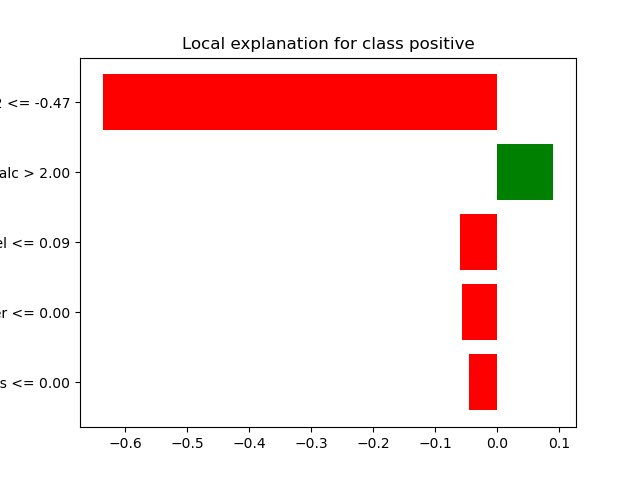 Local explanation for class positive
2 <= -0.47
alc > 2.00
el <= 0.09
er <= 0.00
s <= 0.00
−0.6 −0.5 −0.4 −0.3 −0.2 −0.1 0.0 0.1